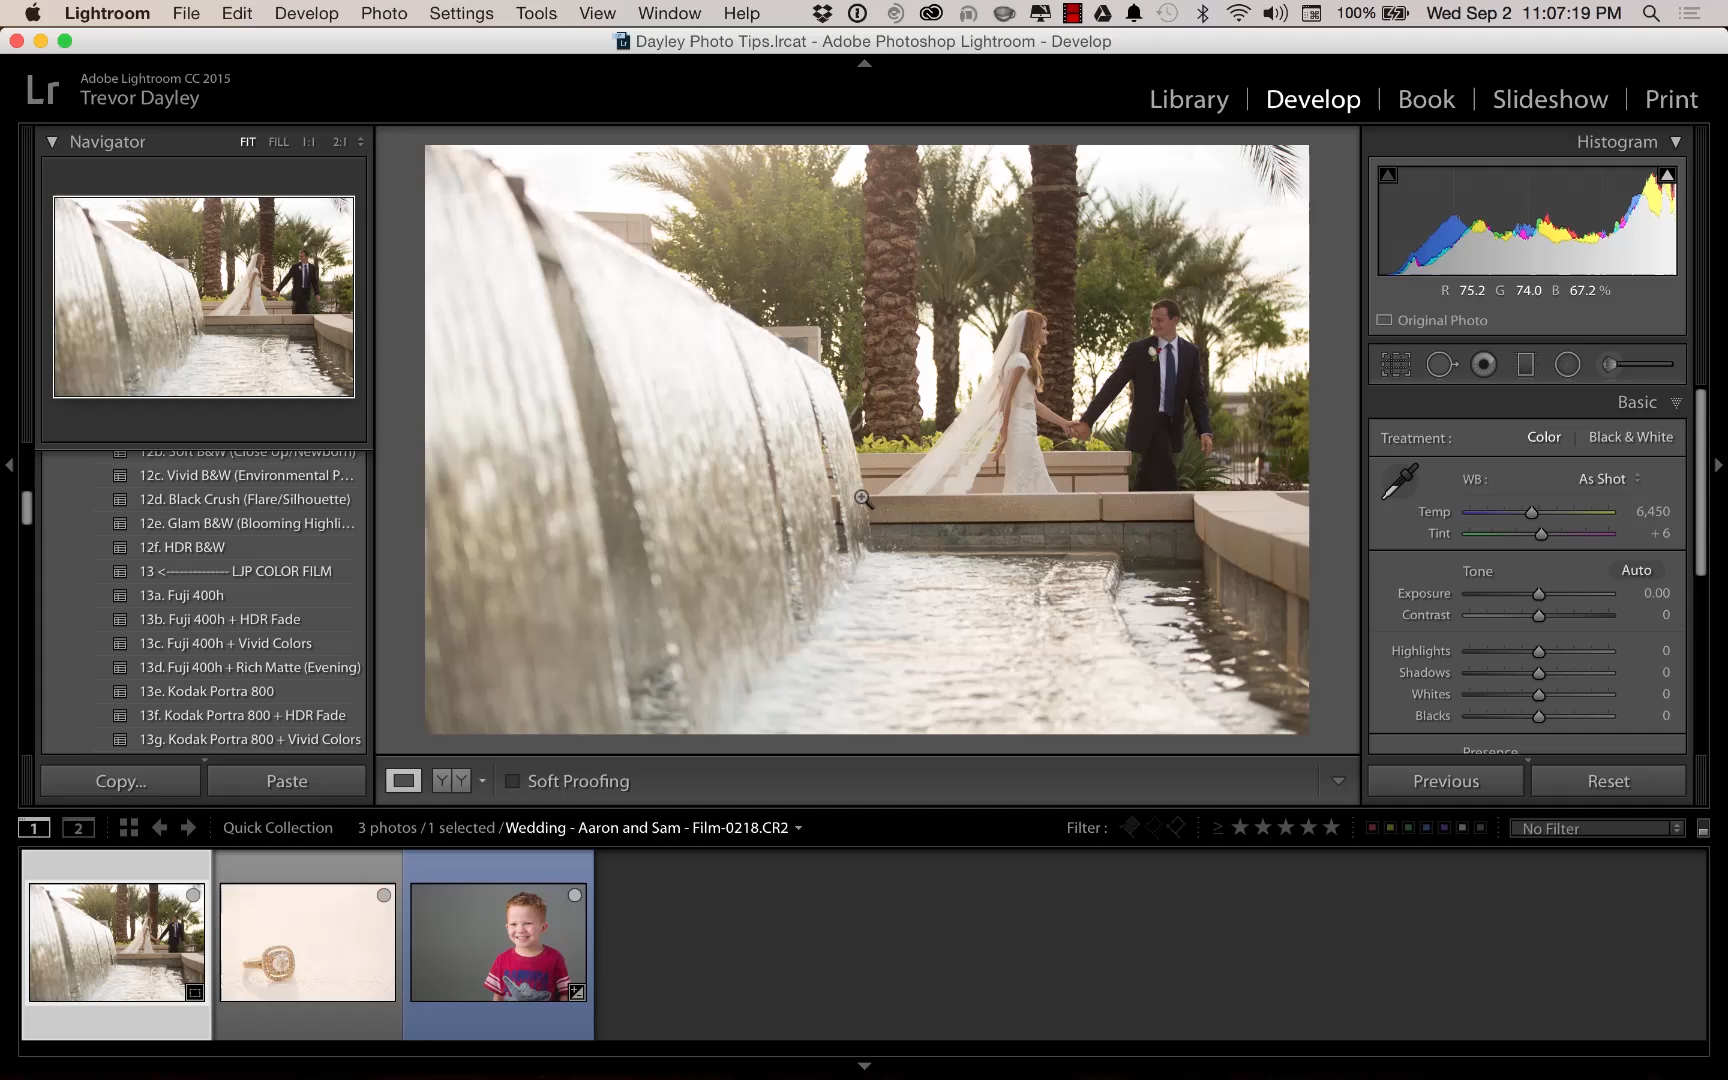 Lightroom File Edit Develop Photo Settings Tools View Window Help 100% Wed Sep 2 11:07:19 PM
Dayley Photo Tips.lrcat - Adobe Photoshop Lightroom - Develop
Lr
Adobe Lightroom CC 2015
Trevor Dayley
Library | Develop | Book | Slideshow | Print
Navigator FIT FILL 1:1 2:1
12b. Soft B&W (Close Up/Newborn)
12c. Vivid B&W (Environmental P...
12d. Black Crush (Flare/Silhouette)
12e. Glam B&W (Blooming Highli...
12f. HDR B&W
13 <-------------- LJP COLOR FILM
13a. Fuji 400h
13b. Fuji 400h + HDR Fade
13c. Fuji 400h + Vivid Colors
13d. Fuji 400h + Rich Matte (Evening)
13e. Kodak Portra 800
13f. Kodak Portra 800 + HDR Fade
13g. Kodak Portra 800 + Vivid Colors
Copy... Paste
YY Soft Proofing
Histogram
R 75.2 G 74.0 B 67.2 %
Original Photo
Basic
Treatment : Color | Black & White
WB : As Shot
Temp 6,450
Tint + 6
Tone Auto
Exposure 0.00
Contrast 0
Highlights 0
Shadows 0
Whites 0
Blacks 0
Presence
Previous Reset
1 2 Quick Collection 3 photos / 1 selected / Wedding - Aaron and Sam - Film-0218.CR2 Filter : ≥ ★★★★★ No Filter